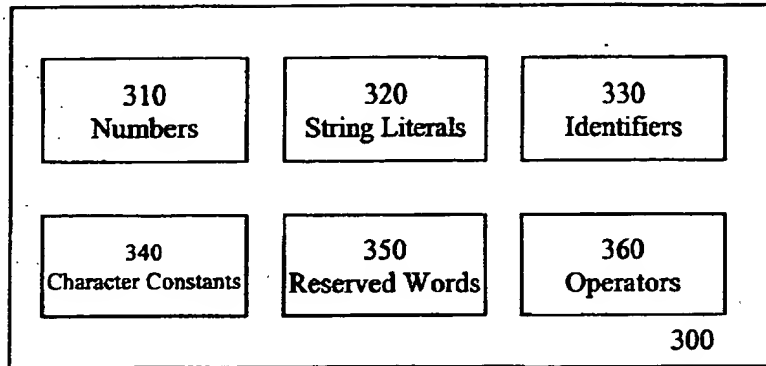 310
Numbers
320
String Literals
330
Identifiers
340
Character Constants
350
Reserved Words
360
Operators
300